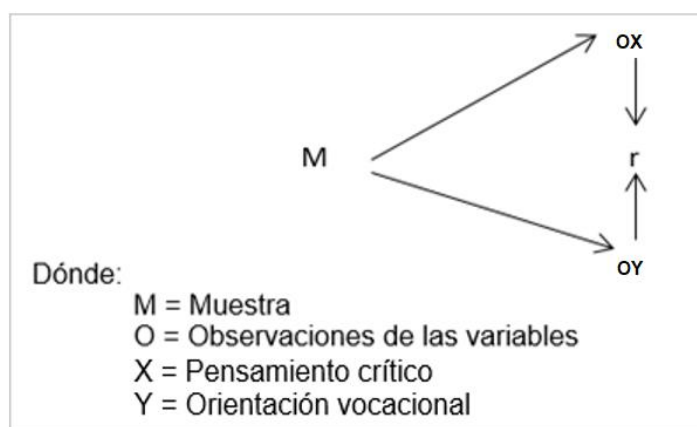 OX
M
r
OY
Dónde:
M = Muestra
O = Observaciones de las variables
X = Pensamiento crítico
Y = Orientación vocacional